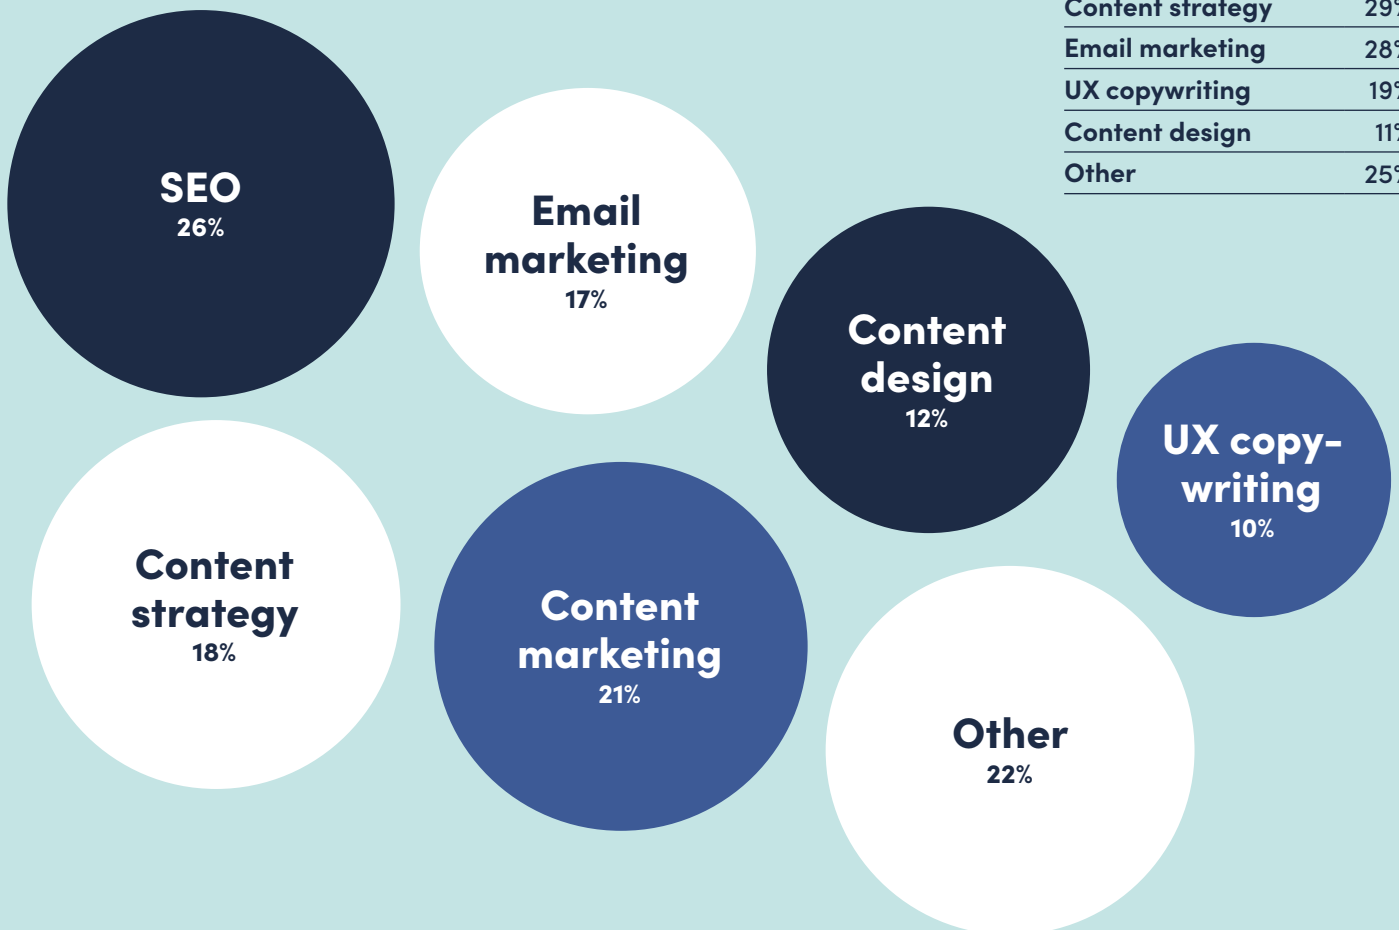 Content strategy 29%
Email marketing 28%
UX copywriting 19%
Content design 11%
Other 25%
SEO
26%
Email
marketing
17%
Content
design
12%
UX copy-
writing
10%
Content
strategy
18%
Content
marketing
21%
Other
22%